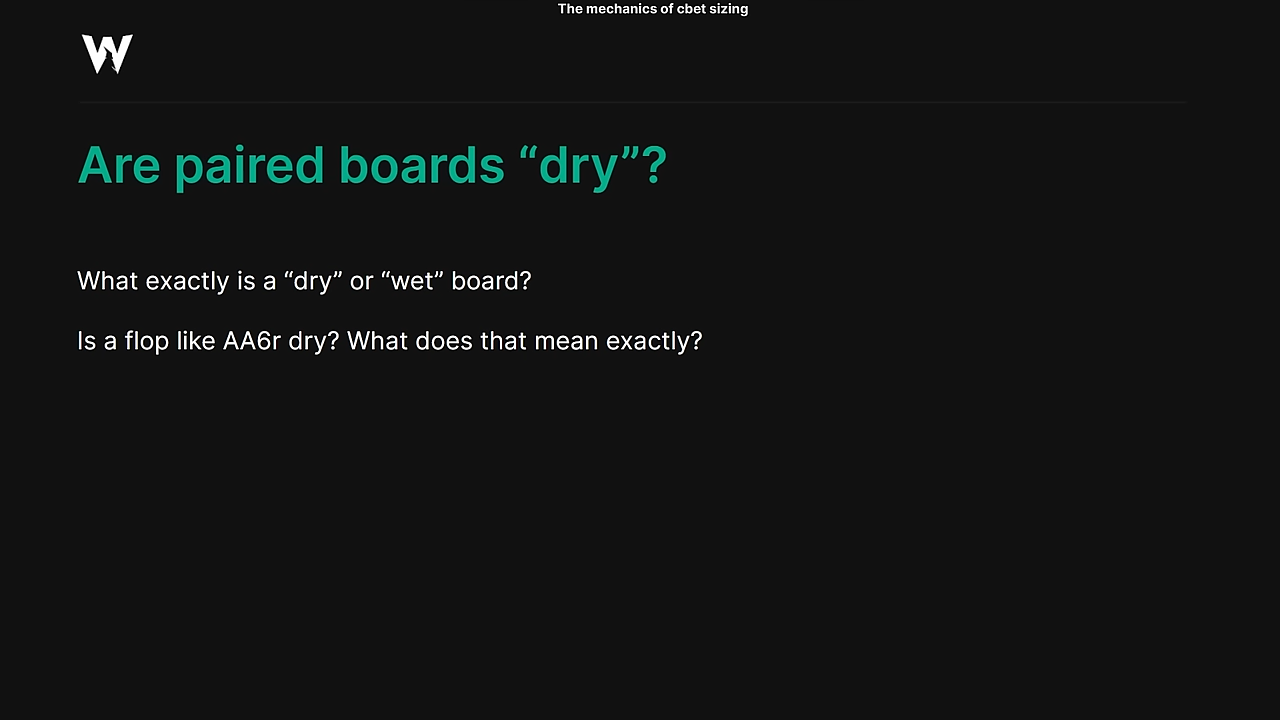 The mechanics of cbet sizing
W
Are paired boards “dry”?
What exactly is a “dry” or “wet” board?
Is a flop like AA6r dry? What does that mean exactly?